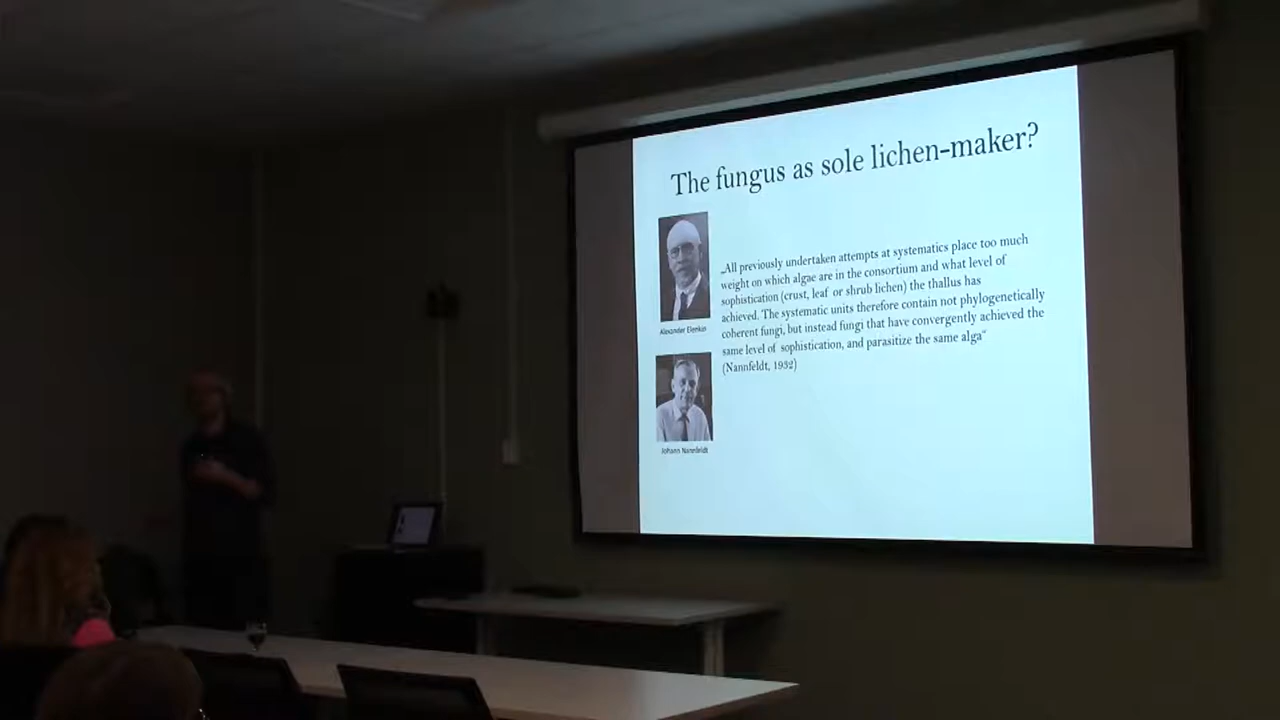 The fungus as sole lichen-maker?
Alexander Elenkin
„All previously undertaken attempts at systematics place too much
weight on which algae are in the consortium and what level of
sophistication (crust, leaf or shrub lichen) the thallus has
achieved. The systematic units therefore contain not phylogenetically
coherent fungi, but instead fungi that have convergently achieved the
same level of sophistication, and parasitize the same alga“
(Nannfeldt, 1932)
Johann Nannfeldt